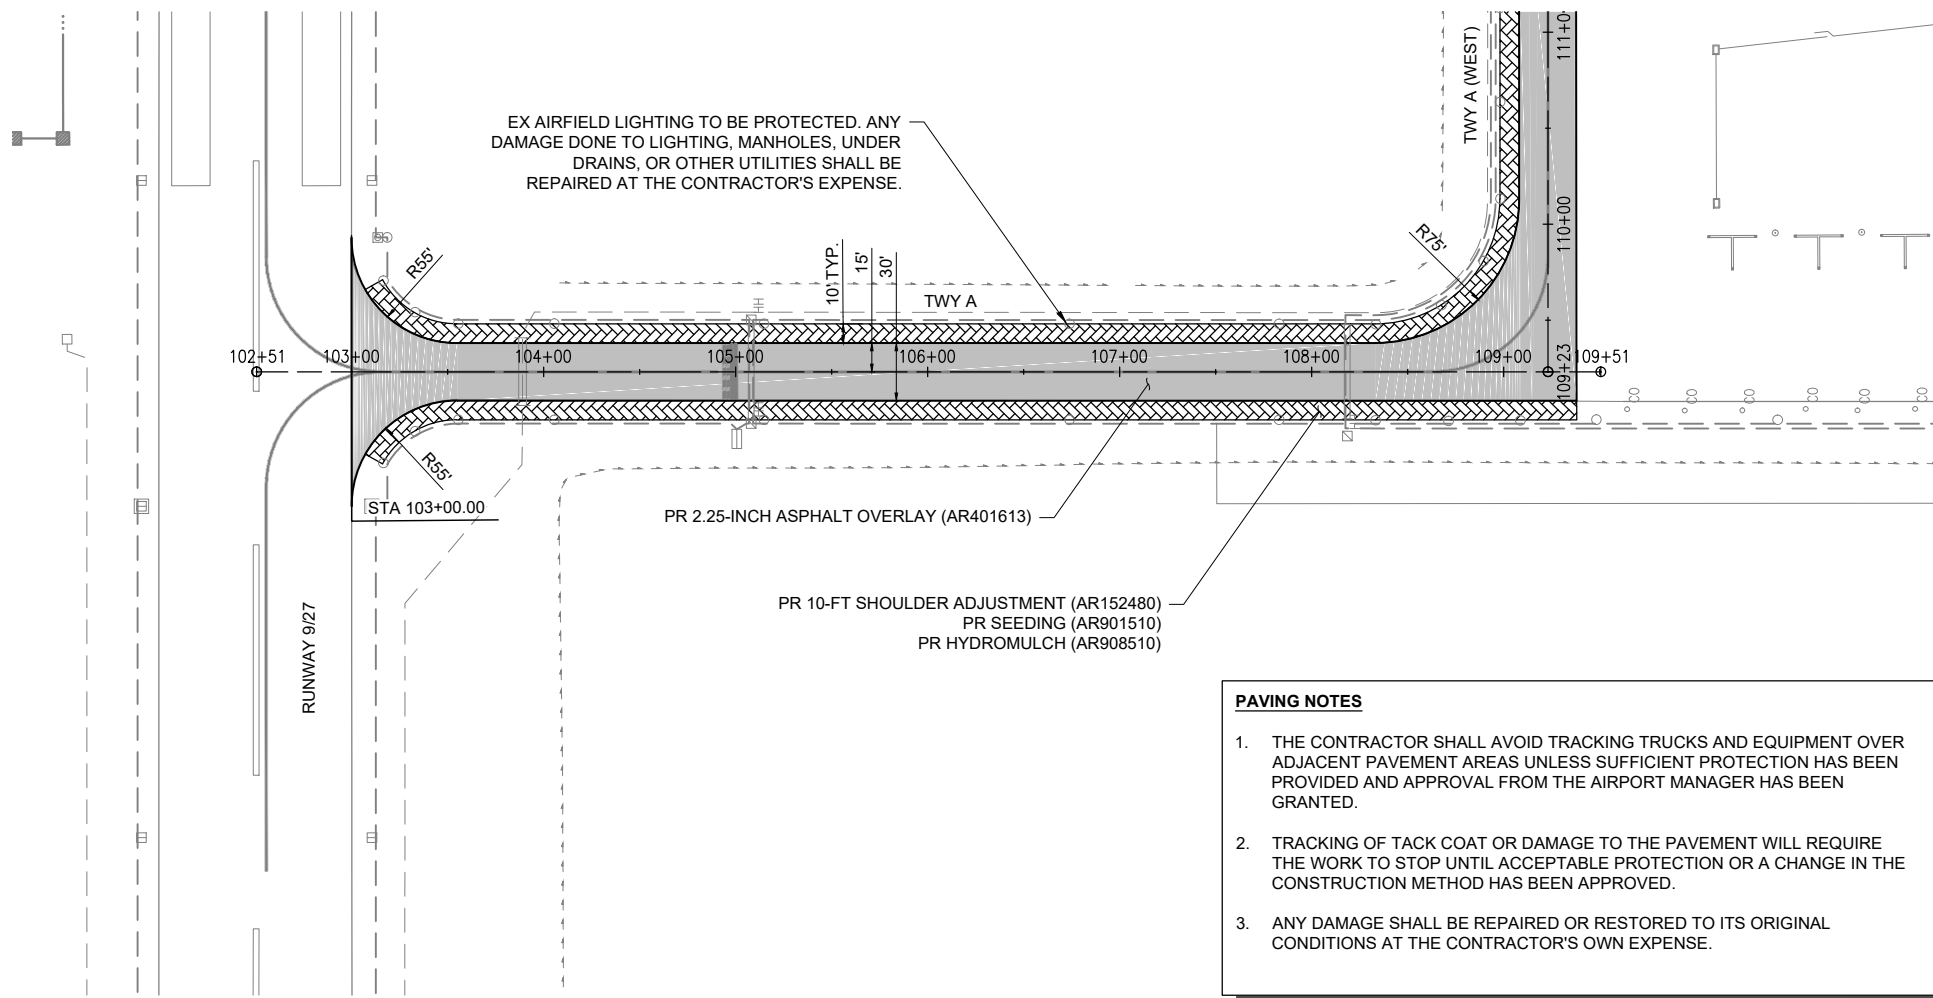 EX AIRFIELD LIGHTING TO BE PROTECTED. ANY
DAMAGE DONE TO LIGHTING, MANHOLES, UNDER
DRAINS, OR OTHER UTILITIES SHALL BE
REPAIRED AT THE CONTRACTOR'S EXPENSE.
TWY A (WEST)
110+00
R75'
R55'
10' TYP.
15'
30'
TWY A
102+51
103+00
104+00
105+00
106+00
107+00
108+00
109+00
109+23
109+51
R55'
STA 103+00.00
PR 2.25-INCH ASPHALT OVERLAY (AR401613)
PR 10-FT SHOULDER ADJUSTMENT (AR152480)
PR SEEDING (AR901510)
PR HYDROMULCH (AR908510)
RUNWAY 9/27
PAVING NOTES
1. THE CONTRACTOR SHALL AVOID TRACKING TRUCKS AND EQUIPMENT OVER
ADJACENT PAVEMENT AREAS UNLESS SUFFICIENT PROTECTION HAS BEEN
PROVIDED AND APPROVAL FROM THE AIRPORT MANAGER HAS BEEN
GRANTED.
2. TRACKING OF TACK COAT OR DAMAGE TO THE PAVEMENT WILL REQUIRE
THE WORK TO STOP UNTIL ACCEPTABLE PROTECTION OR A CHANGE IN THE
CONSTRUCTION METHOD HAS BEEN APPROVED.
3. ANY DAMAGE SHALL BE REPAIRED OR RESTORED TO ITS ORIGINAL
CONDITIONS AT THE CONTRACTOR'S OWN EXPENSE.